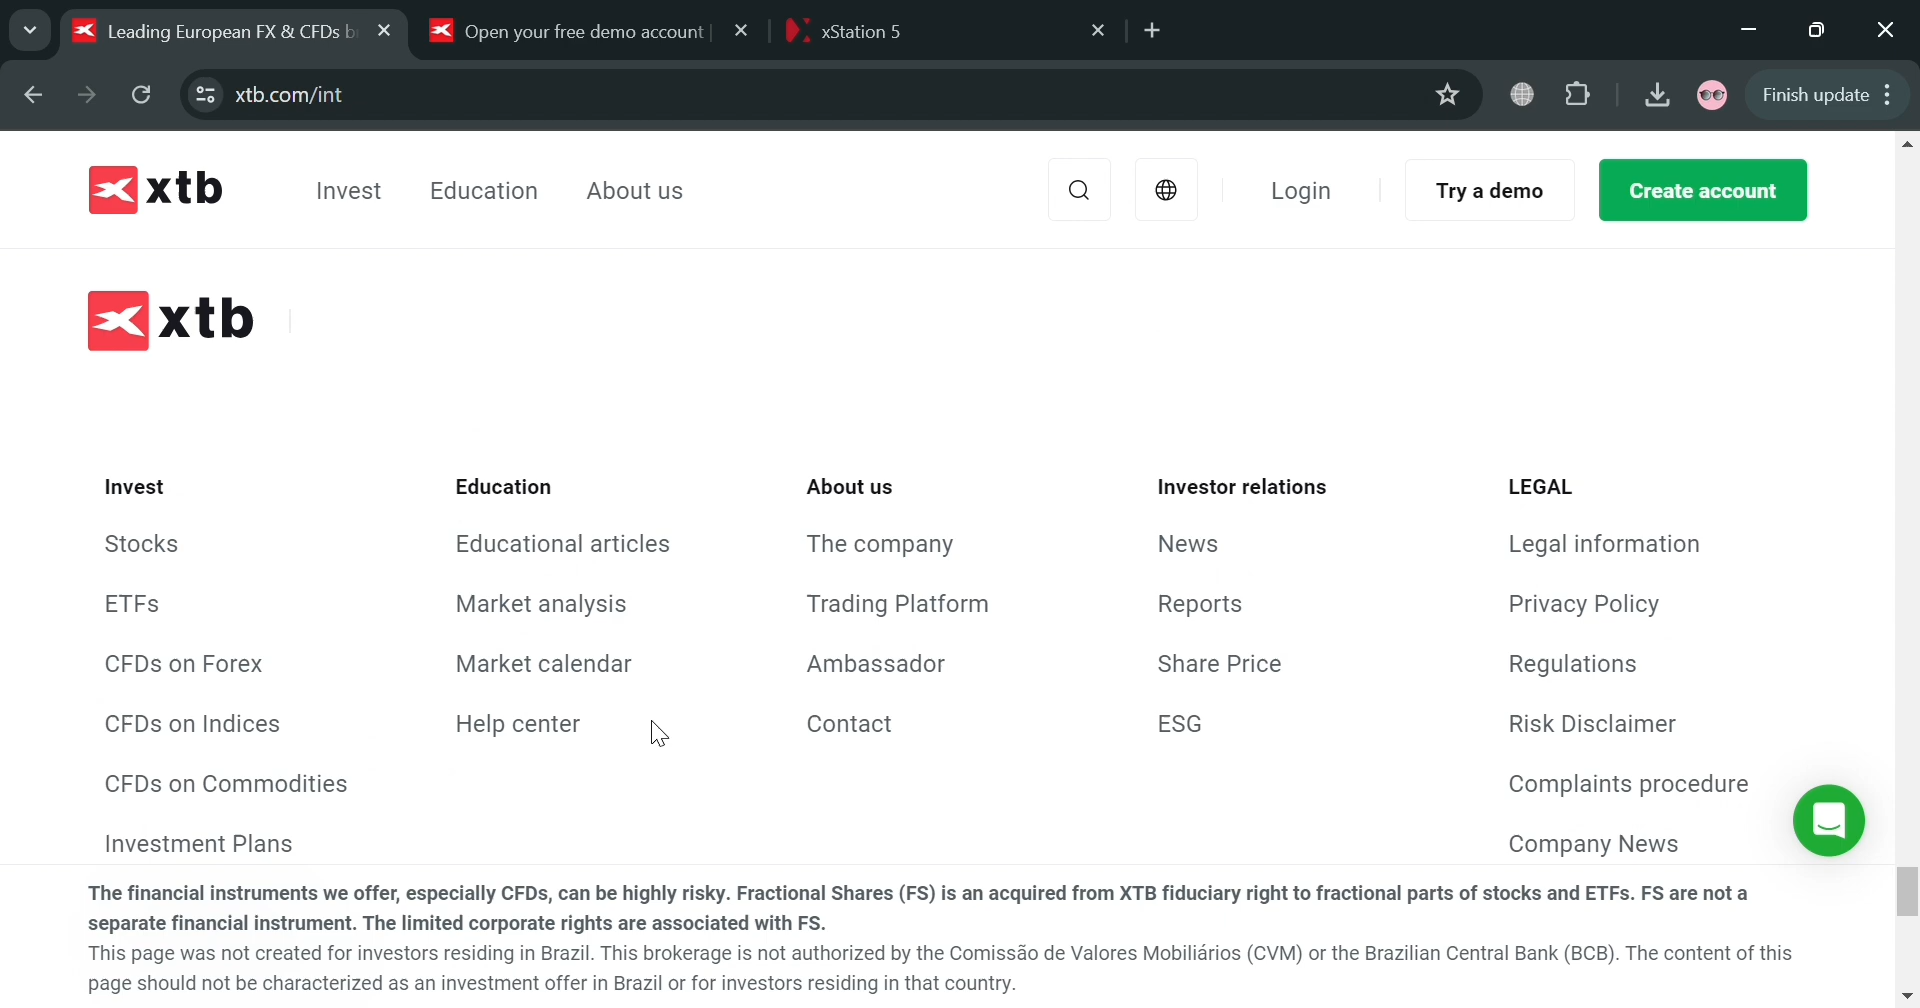 Leading European FX & CFDs b
Open your free demo account
xStation 5
xtb.com/int
Finish update
xtb
Invest
Education
About us
Login
Try a demo
Create account
xtb
Invest
Education
About us
Investor relations
LEGAL
Stocks
Educational articles
The company
News
Legal information
ETFs
Market analysis
Trading Platform
Reports
Privacy Policy
CFDs on Forex
Market calendar
Ambassador
Share Price
Regulations
CFDs on Indices
Help center
Contact
ESG
Risk Disclaimer
CFDs on Commodities
Complaints procedure
Investment Plans
Company News
The financial instruments we offer, especially CFDs, can be highly risky. Fractional Shares (FS) is an acquired from XTB fiduciary right to fractional parts of stocks and ETFs. FS are not a
separate financial instrument. The limited corporate rights are associated with FS.
This page was not created for investors residing in Brazil. This brokerage is not authorized by the Comissão de Valores Mobiliários (CVM) or the Brazilian Central Bank (BCB). The content of this
page should not be characterized as an investment offer in Brazil or for investors residing in that country.